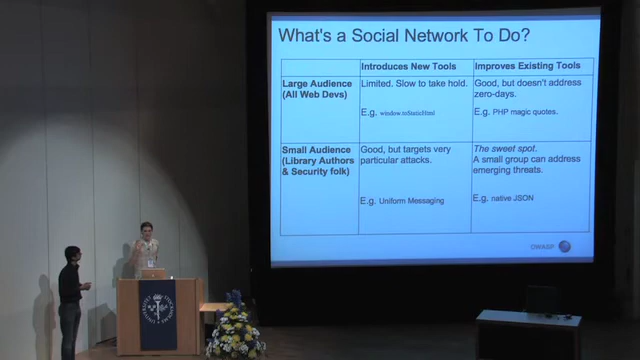 What's a Social Network To Do?
Introduces New Tools
Improves Existing Tools
Large Audience
(All Web Devs)
Limited. Slow to take hold.
E.g. window.toStaticHtml
Good, but doesn't address
zero-days.
E.g. PHP magic quotes.
Small Audience
(Library Authors
& Security folk)
Good, but targets very
particular attacks.
E.g. Uniform Messaging
The sweet spot.
A small group can address
emerging threats.
E.g. native JSON
OWASP